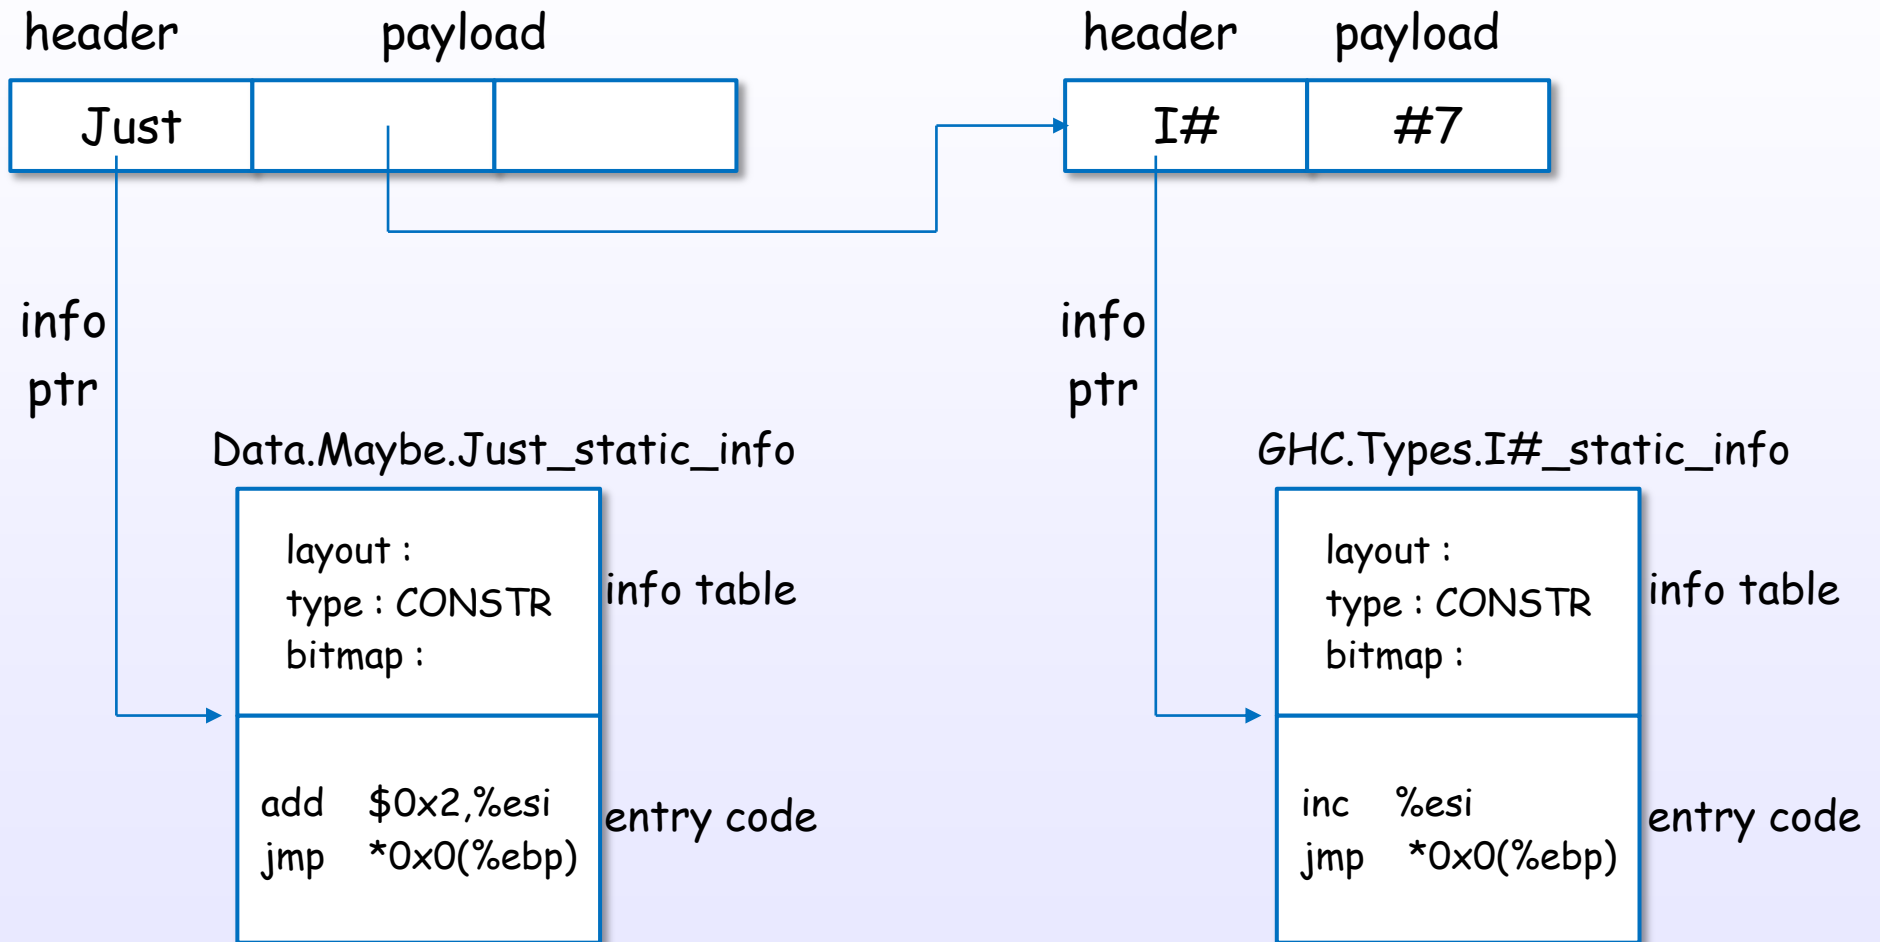 header payload header payload
Just I# #7
info info
ptr ptr
Data.Maybe.Just_static_info GHC.Types.I#_static_info
layout :
type : CONSTR
bitmap :
info table
add $0x2,%esi
jmp *0x0(%ebp)
entry code
layout :
type : CONSTR
bitmap :
info table
inc %esi
jmp *0x0(%ebp)
entry code